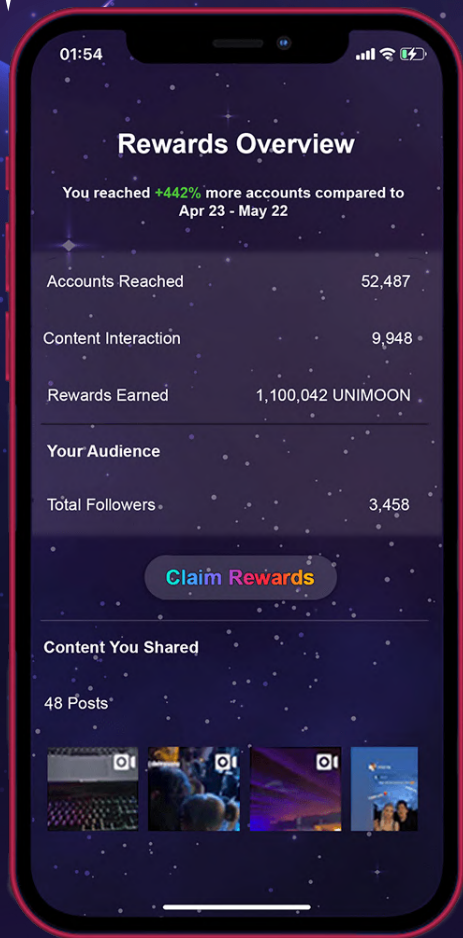 01:54
Rewards Overview
You reached +442% more accounts compared to
Apr 23 - May 22
Accounts Reached 52,487
Content Interaction 9,948
Rewards Earned 1,100,042 UNIMOON
Your Audience
Total Followers 3,458
Claim Rewards
Content You Shared
48 Posts